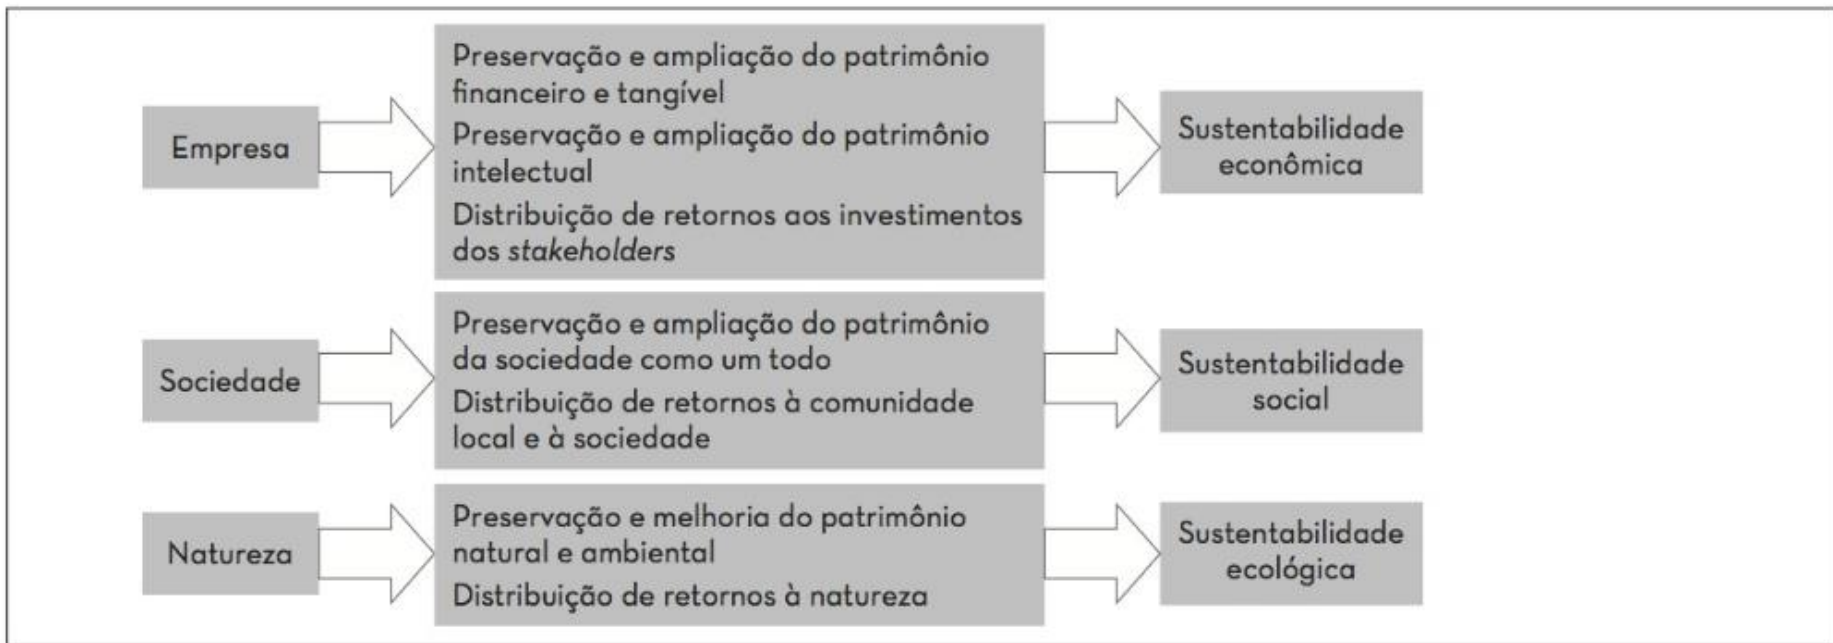 Empresa
Preservação e ampliação do patrimônio
financeiro e tangível
Preservação e ampliação do patrimônio
intelectual
Distribuição de retornos aos investimentos
dos stakeholders
Sustentabilidade
econômica
Sociedade
Preservação e ampliação do patrimônio
da sociedade como um todo
Distribuição de retornos à comunidade
local e à sociedade
Sustentabilidade
social
Natureza
Preservação e melhoria do patrimônio
natural e ambiental
Distribuição de retornos à natureza
Sustentabilidade
ecológica